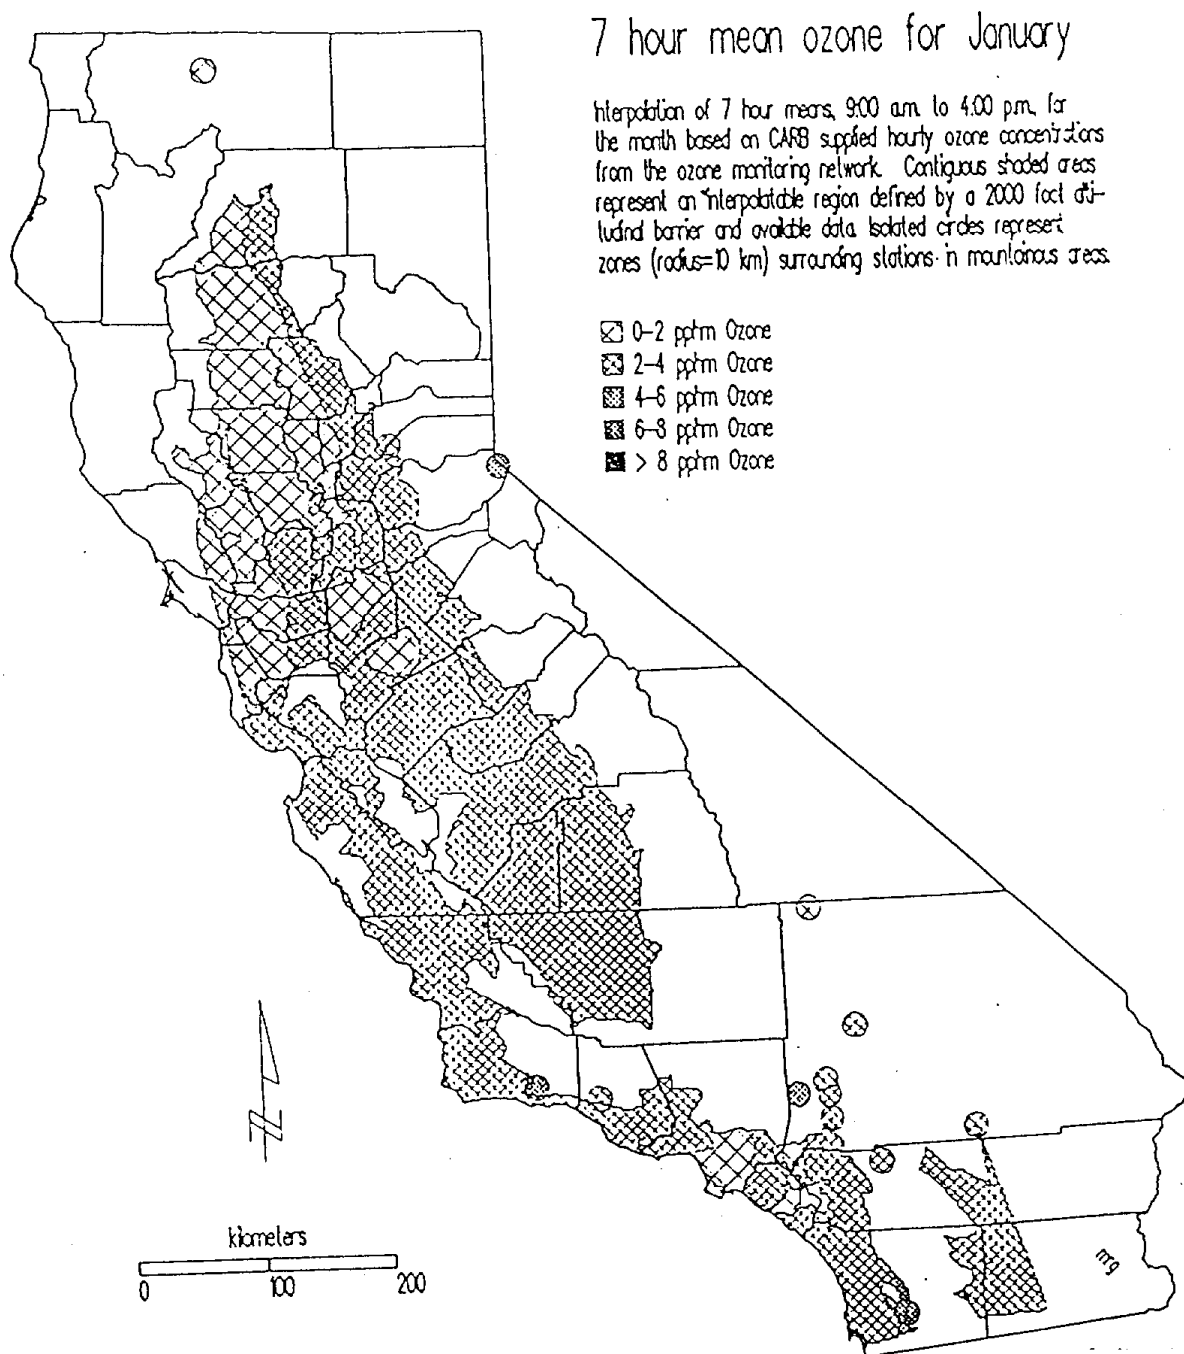 7 hour mean ozone for January
Interpolation of 7 hour means, 9:00 a.m. to 4:00 p.m., for
the month based on CARB supplied hourly ozone concentrations
from the ozone monitoring network. Contiguous shaded areas
represent an "interpolatable region defined by a 2000 foot alti-
tudinal barrier and available data. Isolated circles represent
zones (radius=10 km) surrounding stations in mountainous areas.
0-2 pphm Ozone
2-4 pphm Ozone
4-6 pphm Ozone
6-8 pphm Ozone
> 8 pphm Ozone
N
kilometers
0 100 200
mrg